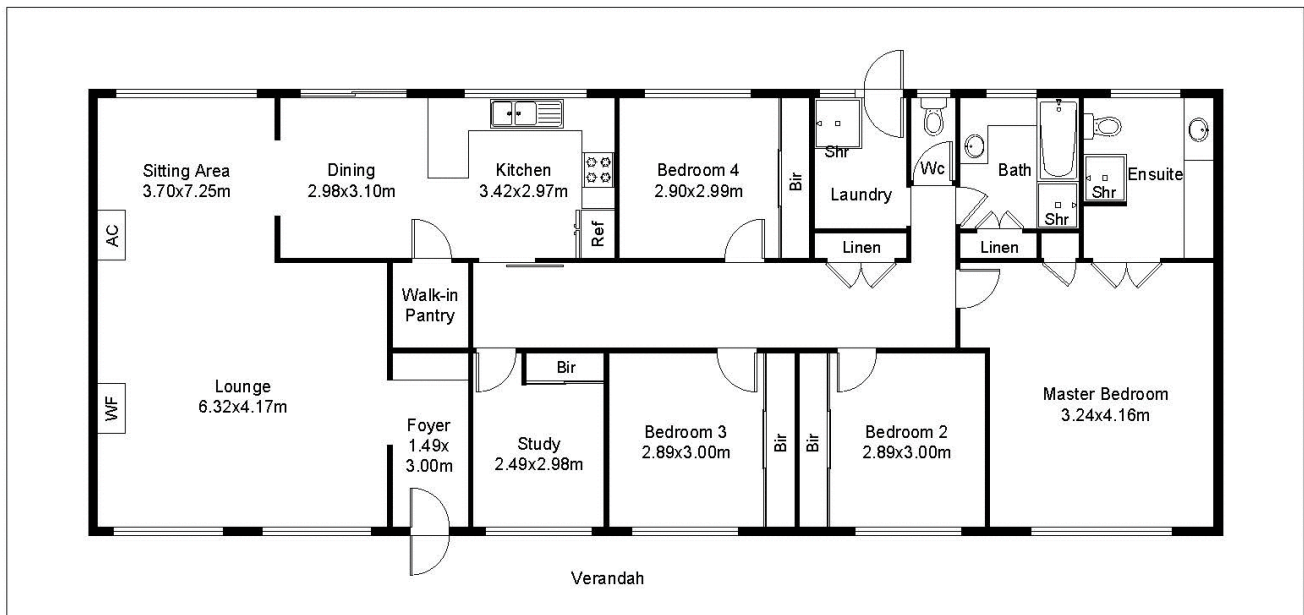 Sitting Area
3.70x7.25m
Dining
2.98x3.10m
Kitchen
3.42x2.97m
Ref
Bedroom 4
2.90x2.99m
Bir
Shr
Laundry
Linen
Wc
Bath
Shr
Linen
Shr
Ensuite
AC
Walk-in
Pantry
WF
Lounge
6.32x4.17m
Foyer
1.49x
3.00m
Bir
Study
2.49x2.98m
Bedroom 3
2.89x3.00m
Bir
Bir
Bedroom 2
2.89x3.00m
Master Bedroom
3.24x4.16m
Verandah